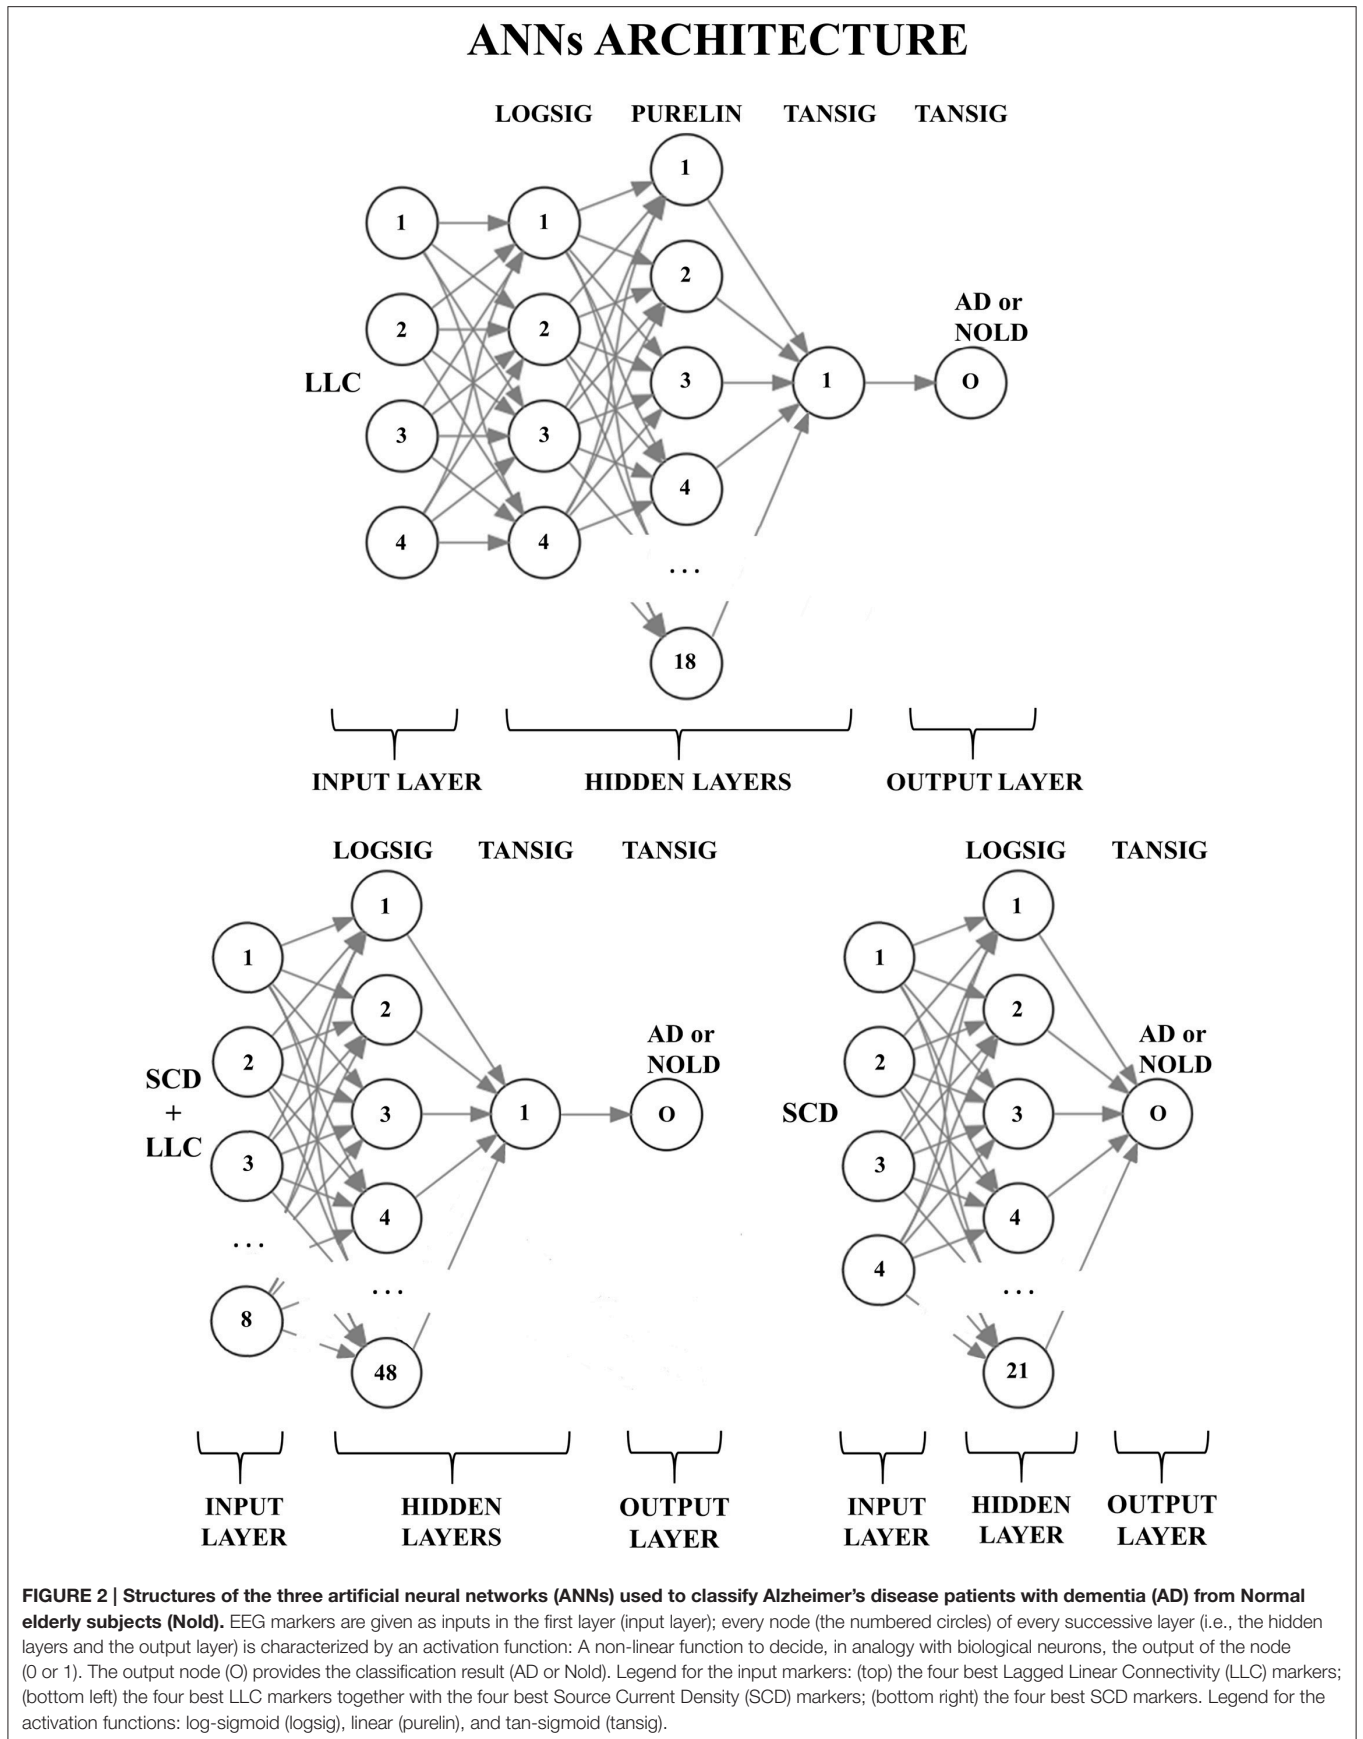 ANNs ARCHITECTURE
LOGSIG PURELIN TANSIG TANSIG
1
1 1
2
2 2
AD or
NOLD
LLC
3
1
O
3 3
4
4 4
...
18
INPUT LAYER HIDDEN LAYERS OUTPUT LAYER
LOGSIG TANSIG TANSIG
1
1
2
2
AD or
NOLD
SCD
+
LLC
3
1
O
3
4
...
...
8
48
INPUT
LAYER
HIDDEN
LAYERS
OUTPUT
LAYER
LOGSIG TANSIG
1
1
2
2
AD or
NOLD
SCD
3
O
3
4
4
...
21
INPUT
LAYER
HIDDEN
LAYER
OUTPUT
LAYER
FIGURE 2 | Structures of the three artificial neural networks (ANNs) used to classify Alzheimer's disease patients with dementia (AD) from Normal
elderly subjects (Nold). EEG markers are given as inputs in the first layer (input layer); every node (the numbered circles) of every successive layer (i.e., the hidden
layers and the output layer) is characterized by an activation function: A non-linear function to decide, in analogy with biological neurons, the output of the node
(0 or 1). The output node (O) provides the classification result (AD or Nold). Legend for the input markers: (top) the four best Lagged Linear Connectivity (LLC) markers;
(bottom left) the four best LLC markers together with the four best Source Current Density (SCD) markers; (bottom right) the four best SCD markers. Legend for the
activation functions: log-sigmoid (logsig), linear (purelin), and tan-sigmoid (tansig).